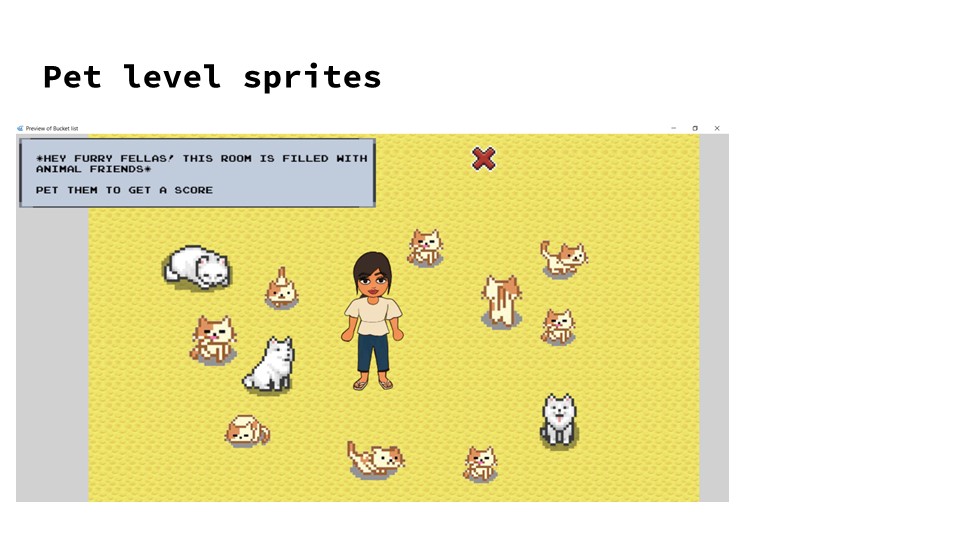 Pet level sprites
Preview of Bucket list
*HEY FURRY FELLAS! THIS ROOM IS FILLED WITH
ANIMAL FRIENDS*
PET THEM TO GET A SCORE